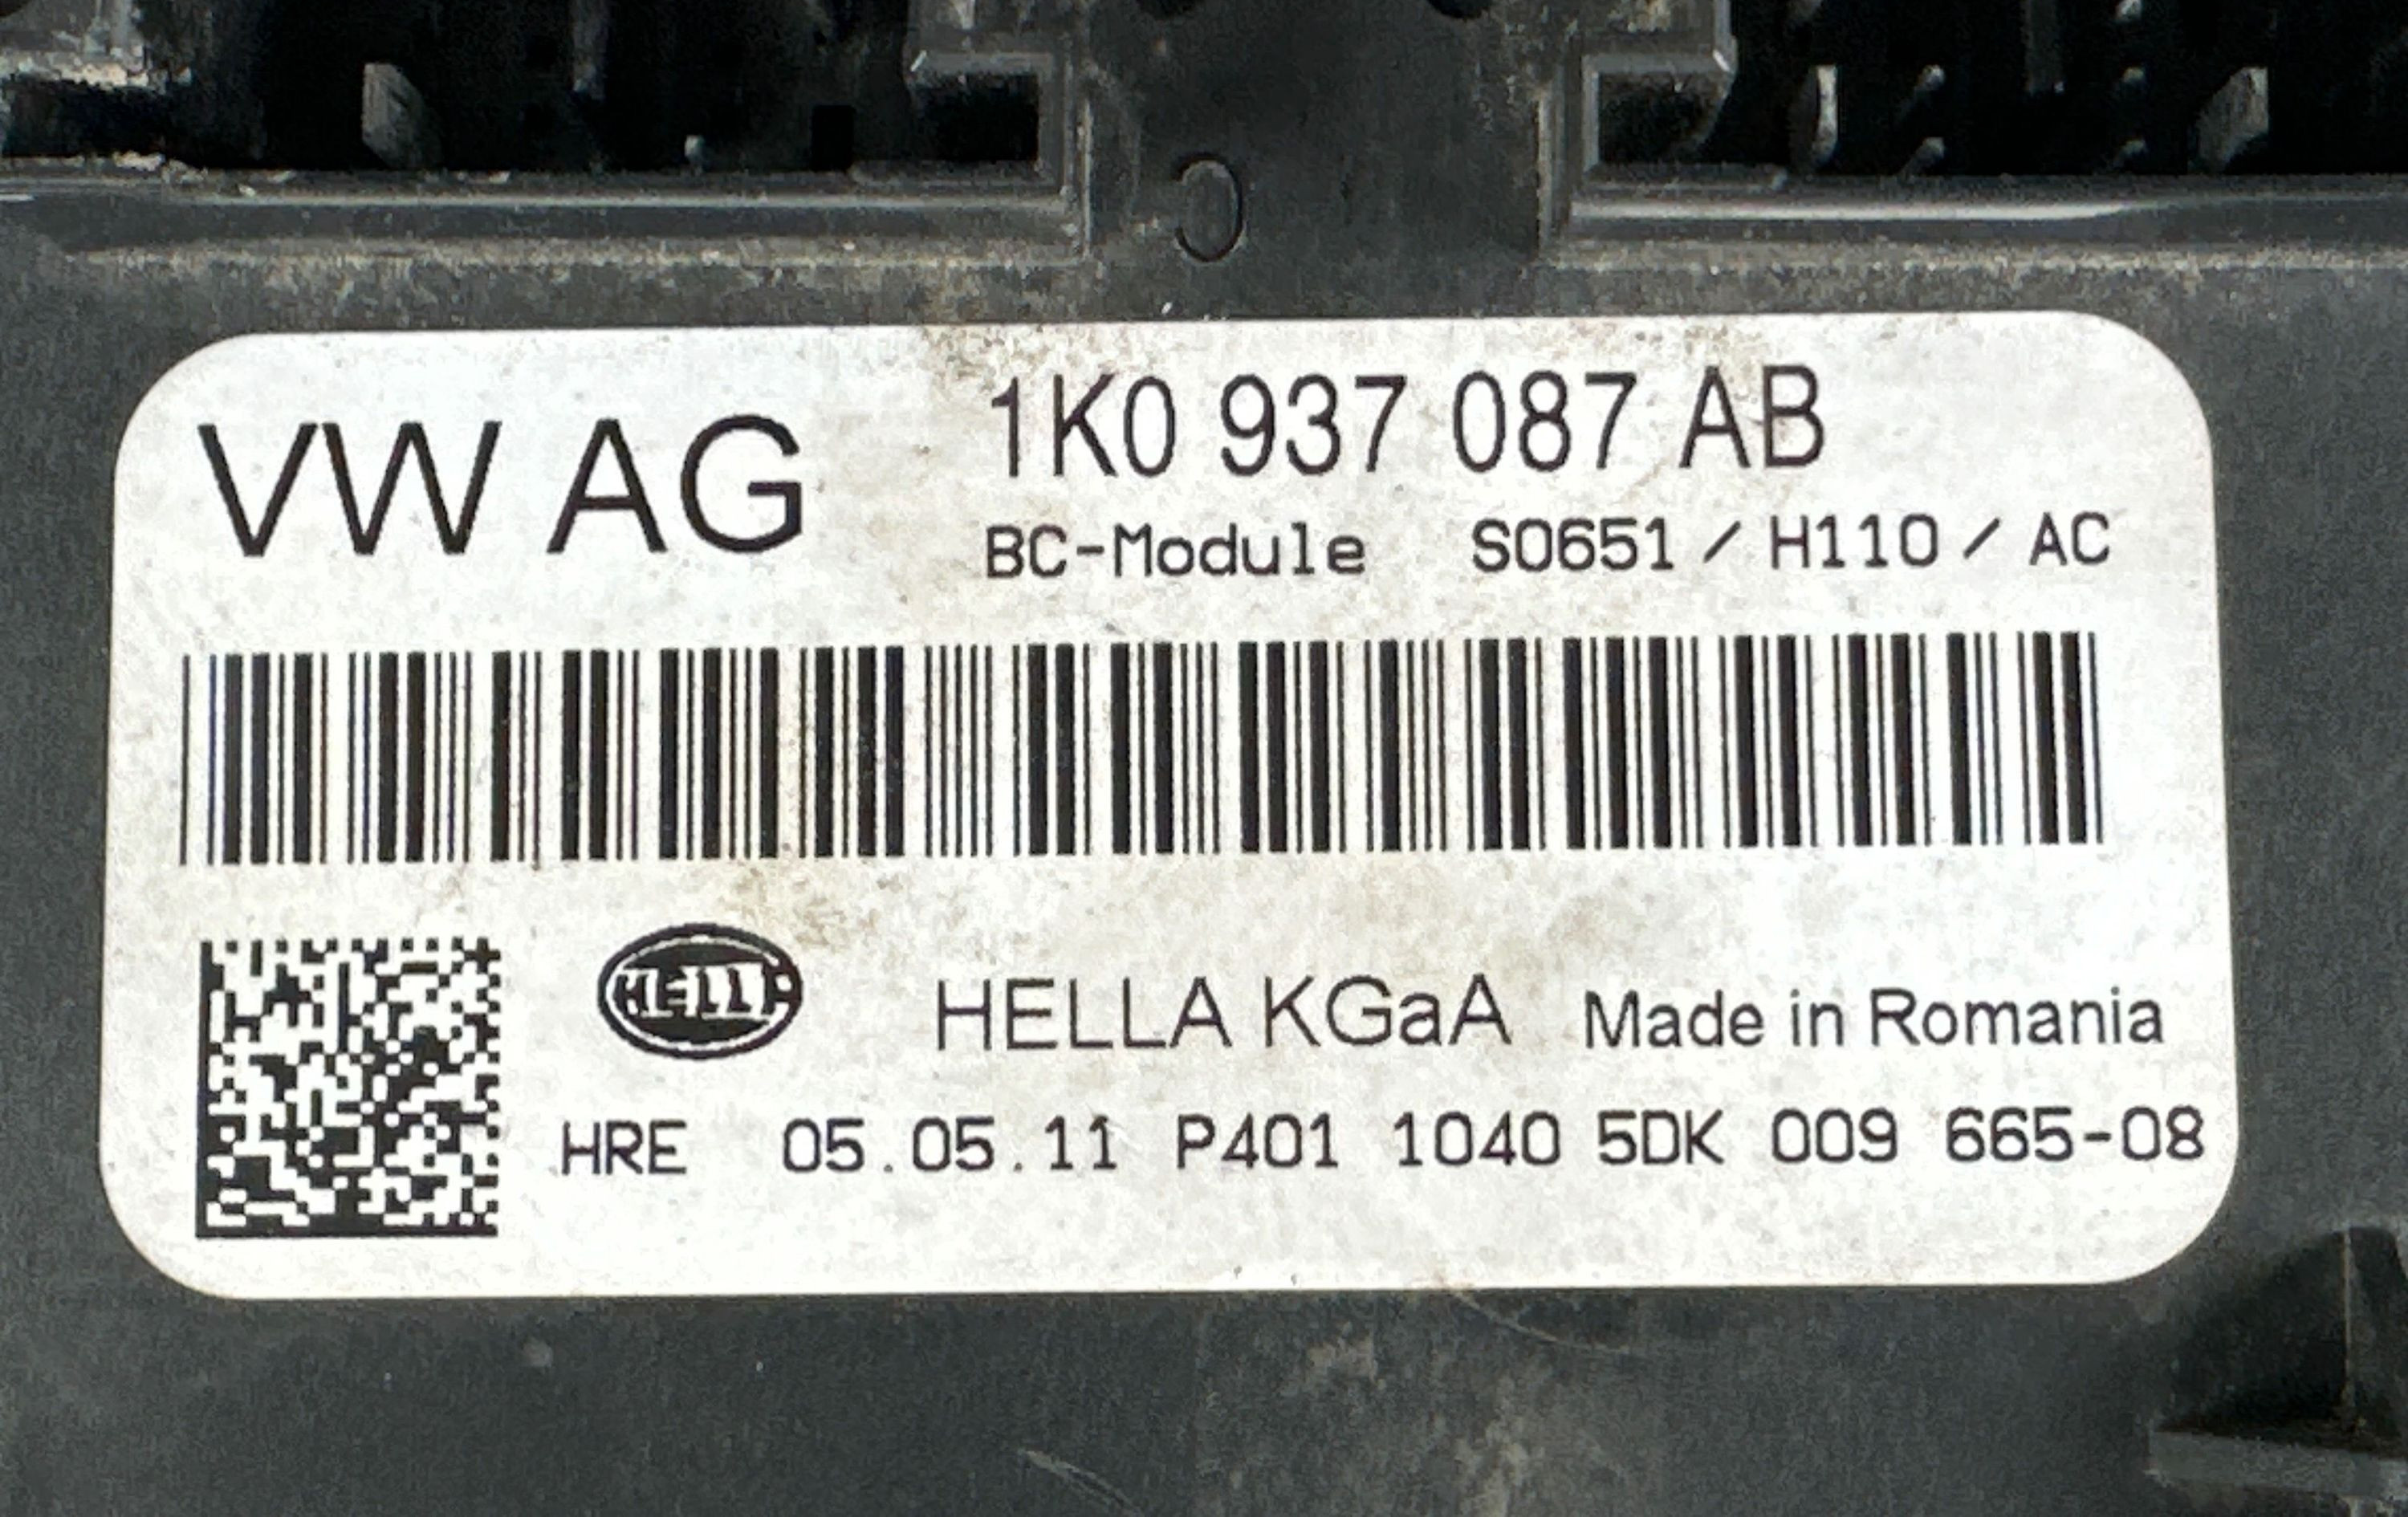 C
VW AG 1K0 937 087 AB
BC-Module S0651 / H110 / AC
HELLA HELLA KGaA Made in Romania
HRE 05.05.11 P401 1040 5DK 009 665-08